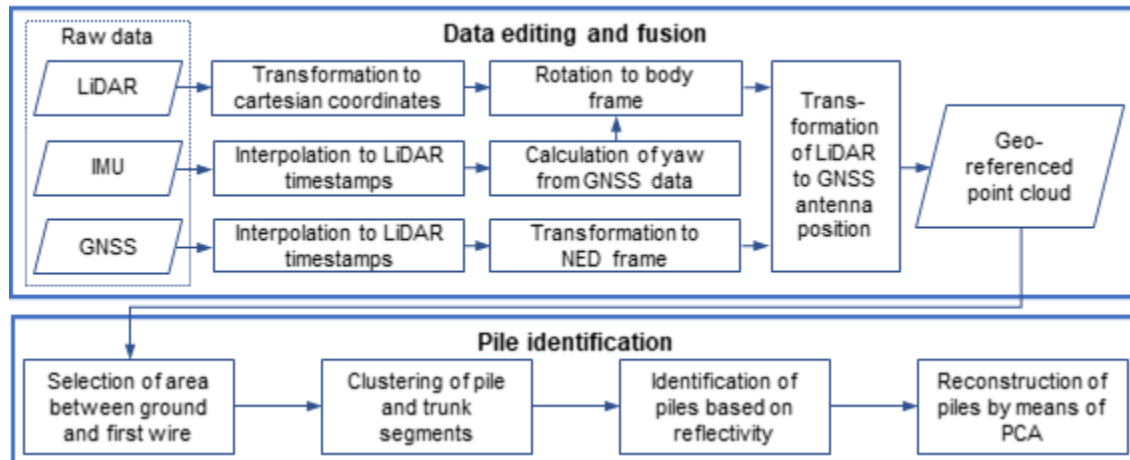 Data editing and fusion
Raw data
LiDAR
Transformation to
cartesian coordinates
Rotation to body
frame
IMU
Interpolation to LiDAR
timestamps
Calculation of yaw
from GNSS data
GNSS
Interpolation to LiDAR
timestamps
Transformation to
NED frame
Trans-
formation
of LiDAR
to GNSS
antenna
position
Geo-
referenced
point cloud
Pile identification
Selection of area
between ground
and first wire
Clustering of pile
and trunk
segments
Identification of
piles based on
reflectivity
Reconstruction of
piles by means of
PCA